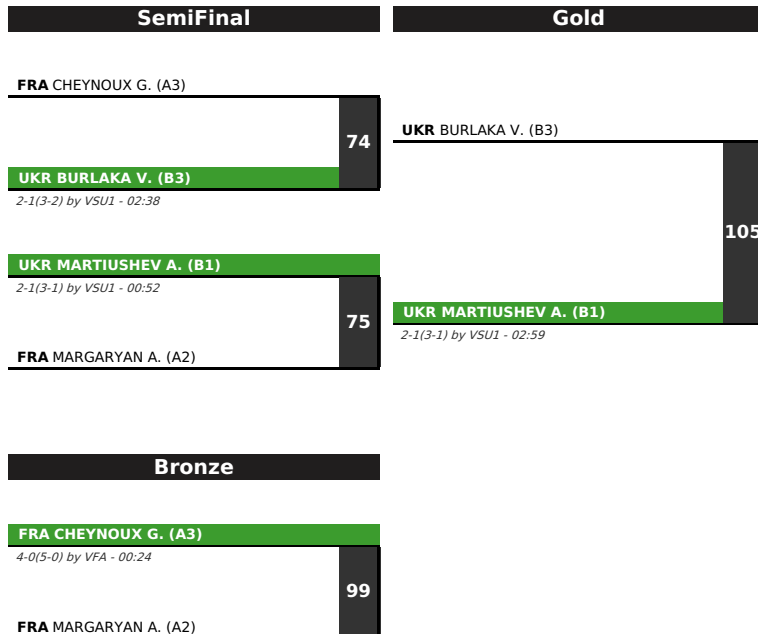 SemiFinal
FRA CHEYNOUX G. (A3)
74
UKR BURLAKA V. (B3)
2-1(3-2) by VSU1 - 02:38
UKR MARTIUSHEV A. (B1)
2-1(3-1) by VSU1 - 00:52
75
FRA MARGARYAN A. (A2)
Gold
UKR BURLAKA V. (B3)
105
UKR MARTIUSHEV A. (B1)
2-1(3-1) by VSU1 - 02:59
Bronze
FRA CHEYNOUX G. (A3)
4-0(5-0) by VFA - 00:24
99
FRA MARGARYAN A. (A2)